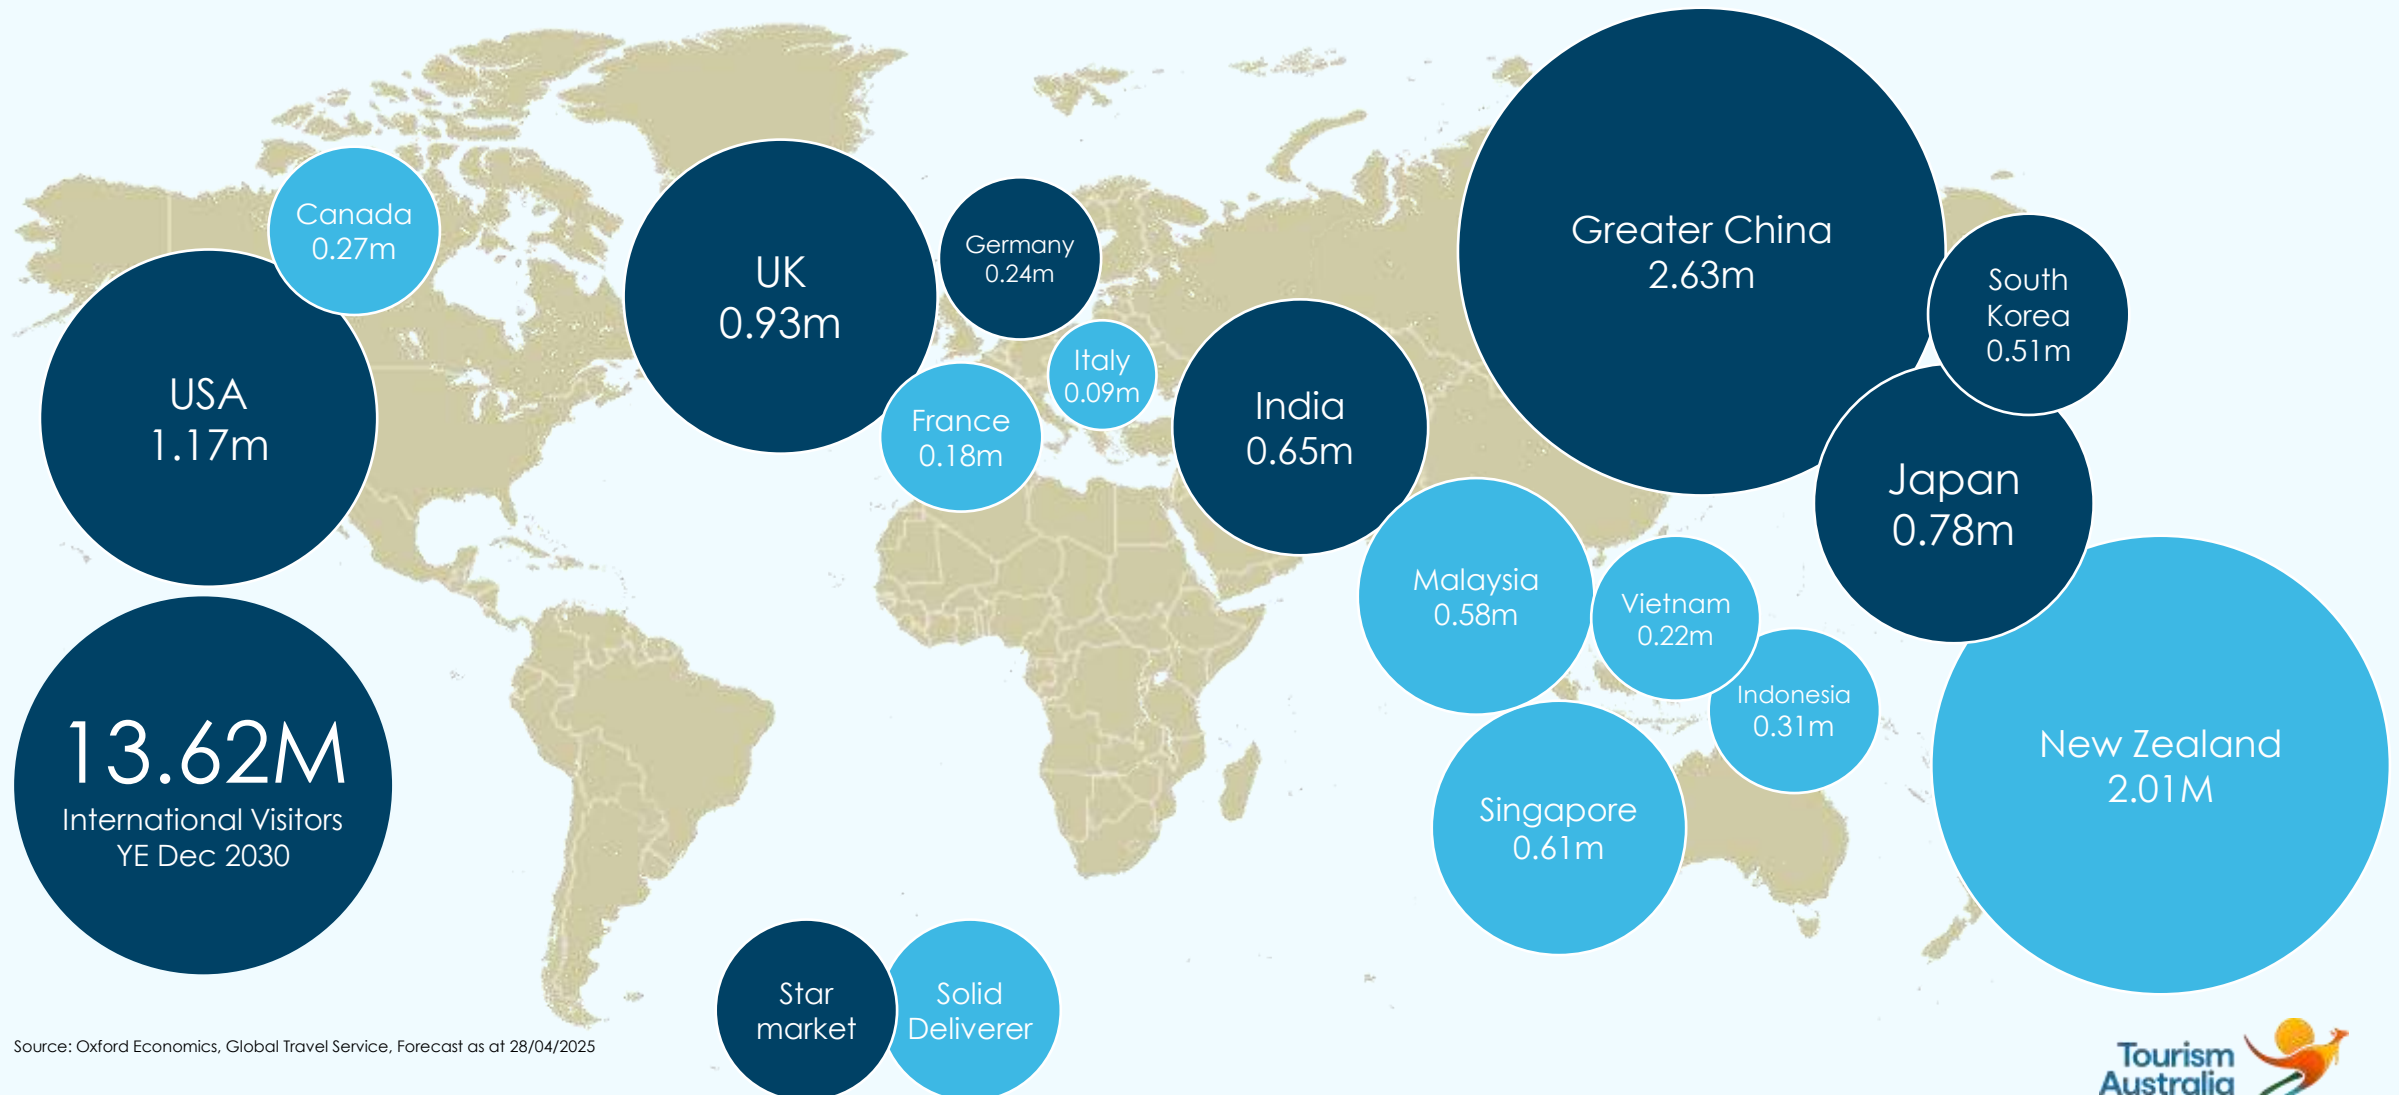 Canada
0.27m
USA
1.17m
UK
0.93m
Germany
0.24m
Italy
0.09m
France
0.18m
India
0.65m
Greater China
2.63m
South
Korea
0.51m
Japan
0.78m
Malaysia
0.58m
Vietnam
0.22m
Indonesia
0.31m
Singapore
0.61m
New Zealand
2.01M
13.62M
International Visitors
YE Dec 2030
Star
market
Solid
Deliverer
Source: Oxford Economics, Global Travel Service, Forecast as at 28/04/2025
Tourism
Australia